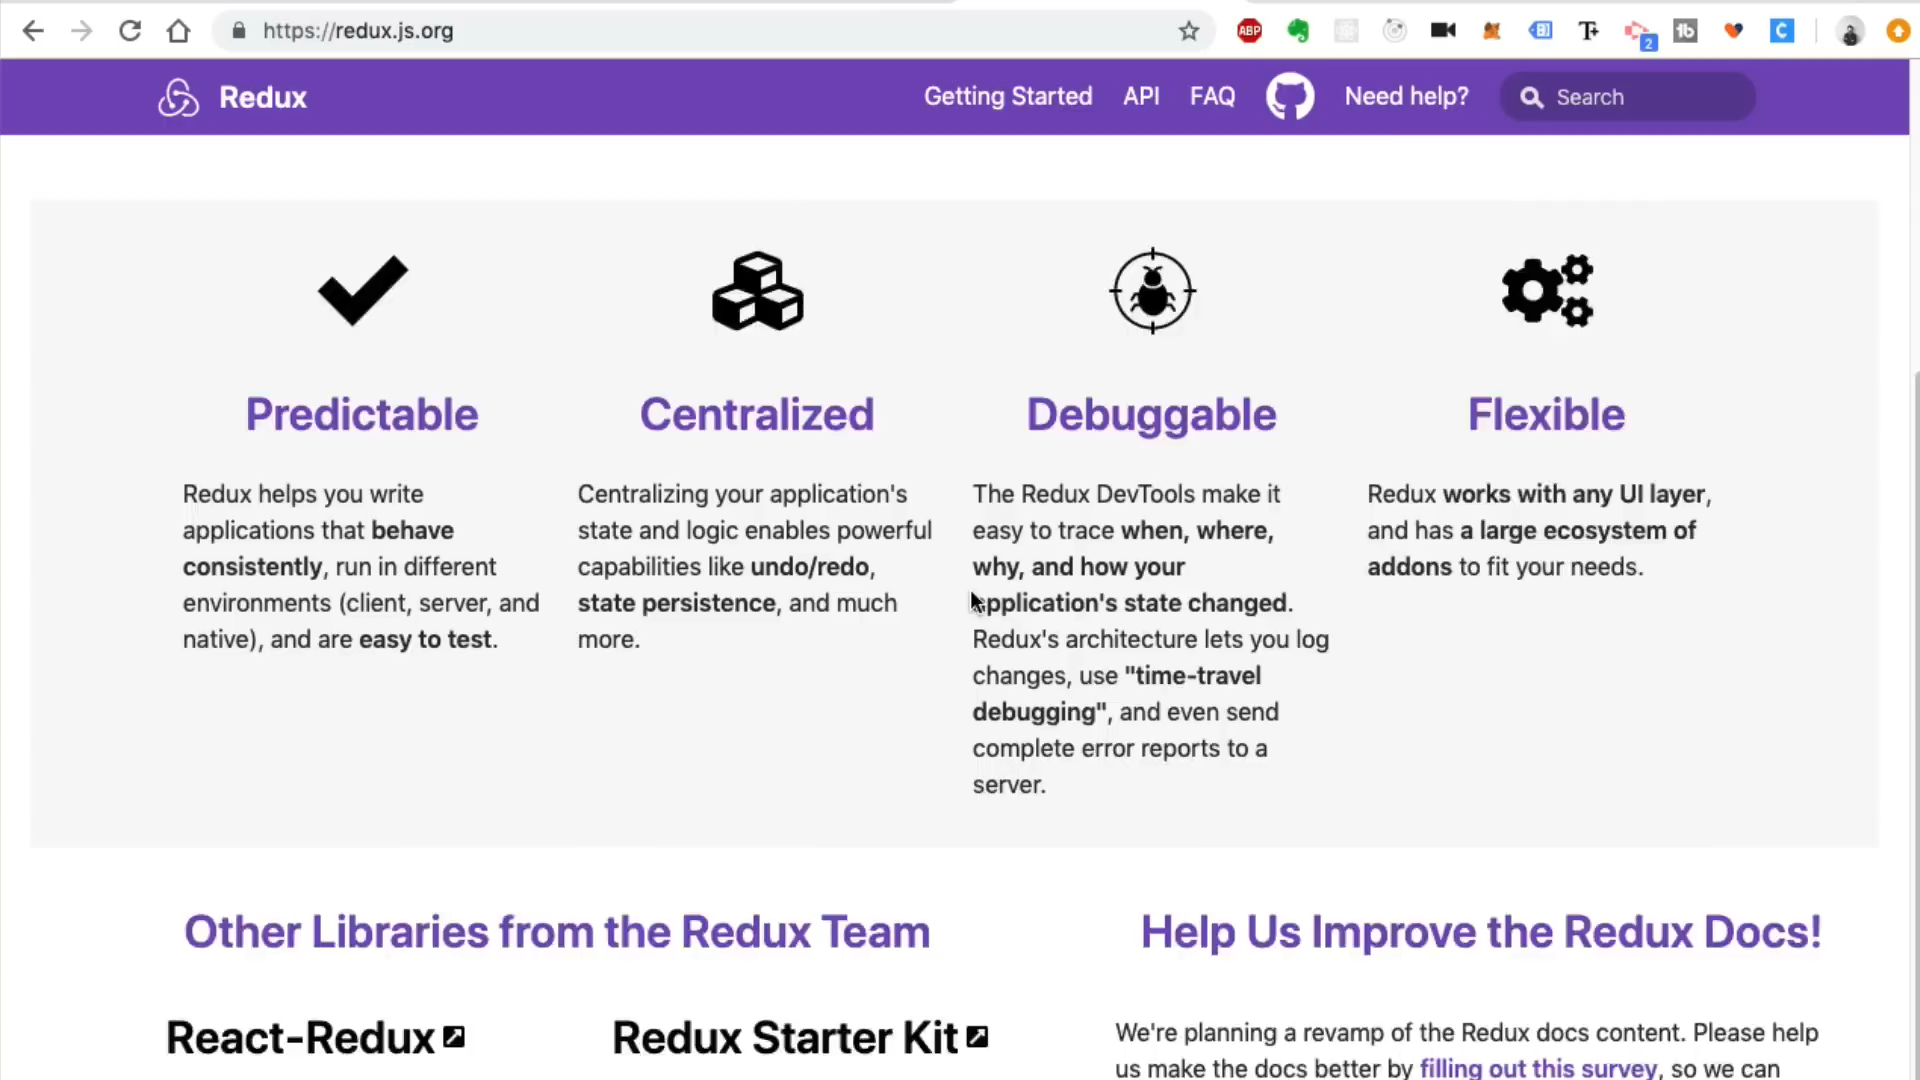 https://redux.js.org
ABP
2
Redux
Getting Started
API
FAQ
Need help?
Search
Predictable
Redux helps you write
applications that behave
consistently, run in different
environments (client, server, and
native), and are easy to test.
Centralized
Centralizing your application's
state and logic enables powerful
capabilities like undo/redo,
state persistence, and much
more.
Debuggable
The Redux DevTools make it
easy to trace when, where,
why, and how your
application's state changed.
Redux's architecture lets you log
changes, use "time-travel
debugging", and even send
complete error reports to a
server.
Flexible
Redux works with any UI layer,
and has a large ecosystem of
addons to fit your needs.
Other Libraries from the Redux Team
React-Redux
Redux Starter Kit
Help Us Improve the Redux Docs!
We're planning a revamp of the Redux docs content. Please help
us make the docs better by filling out this survey, so we can